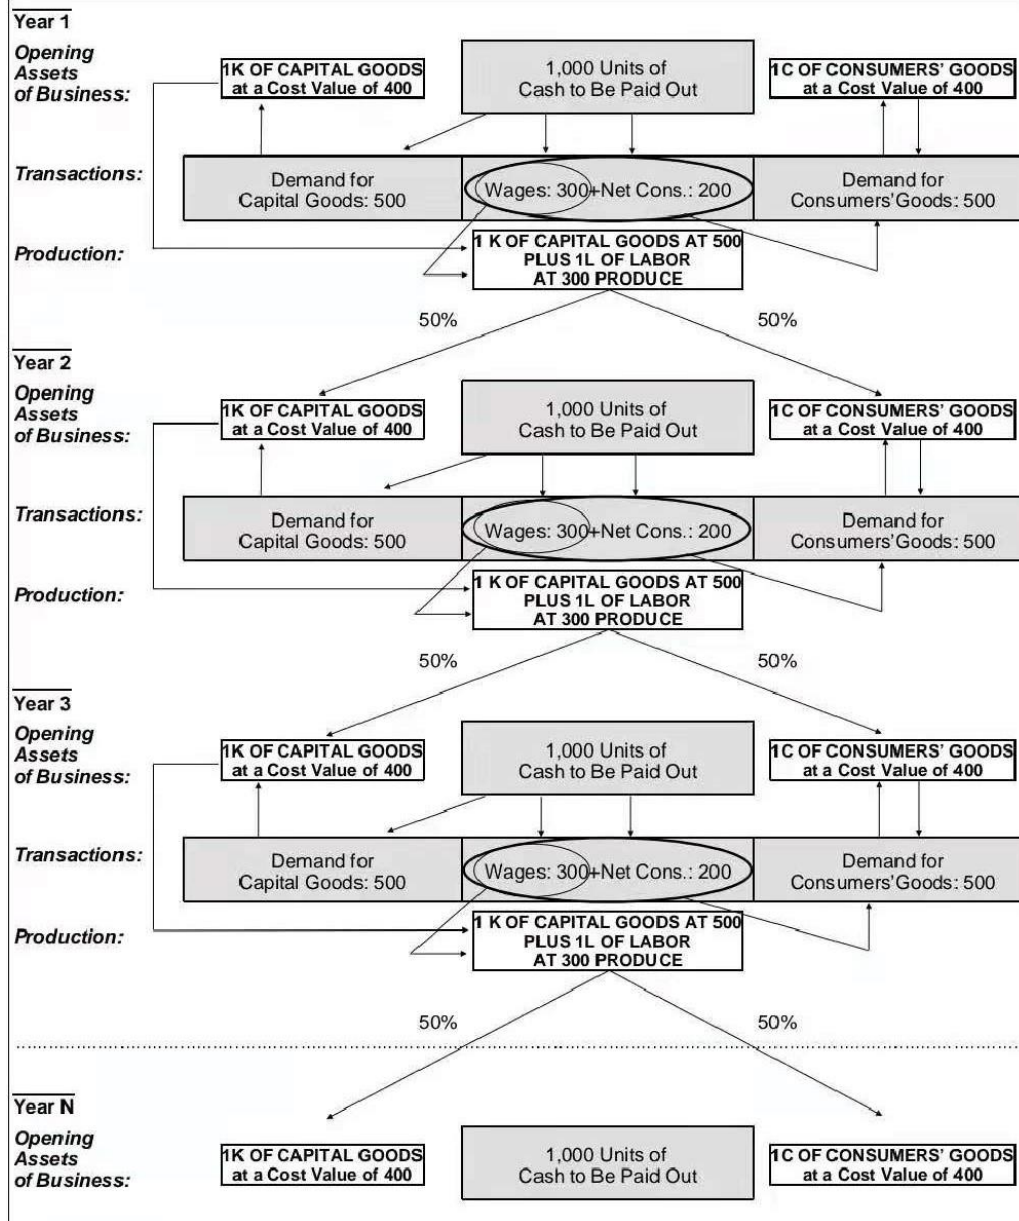 Year 1
Opening
Assets
of Business:
1K OF CAPITAL GOODS
at a Cost Value of 400
1,000 Units of
Cash to Be Paid Out
1C OF CONSUMERS' GOODS
at a Cost Value of 400
Transactions:
Demand for
Capital Goods: 500
Wages: 300+Net Cons.: 200
Demand for
Consumers'Goods: 500
Production:
1 K OF CAPITAL GOODS AT 500
PLUS 1L OF LABOR
AT 300 PRODUCE
50%
50%
Year 2
Opening
Assets
of Business:
1K OF CAPITAL GOODS
at a Cost Value of 400
1,000 Units of
Cash to Be Paid Out
1C OF CONSUMERS' GOODS
at a Cost Value of 400
Transactions:
Demand for
Capital Goods: 500
Wages: 300+Net Cons.: 200
Demand for
Consumers'Goods: 500
Production:
1 K OF CAPITAL GOODS AT 500
PLUS 1L OF LABOR
AT 300 PRODUCE
50%
50%
Year 3
Opening
Assets
of Business:
1K OF CAPITAL GOODS
at a Cost Value of 400
1,000 Units of
Cash to Be Paid Out
1C OF CONSUMERS' GOODS
at a Cost Value of 400
Transactions:
Demand for
Capital Goods: 500
Wages: 300+Net Cons.: 200
Demand for
Consumers'Goods: 500
Production:
1 K OF CAPITAL GOODS AT 500
PLUS 1L OF LABOR
AT 300 PRODUCE
50%
50%
Year N
Opening
Assets
of Business:
1K OF CAPITAL GOODS
at a Cost Value of 400
1,000 Units of
Cash to Be Paid Out
1C OF CONSUMERS' GOODS
at a Cost Value of 400